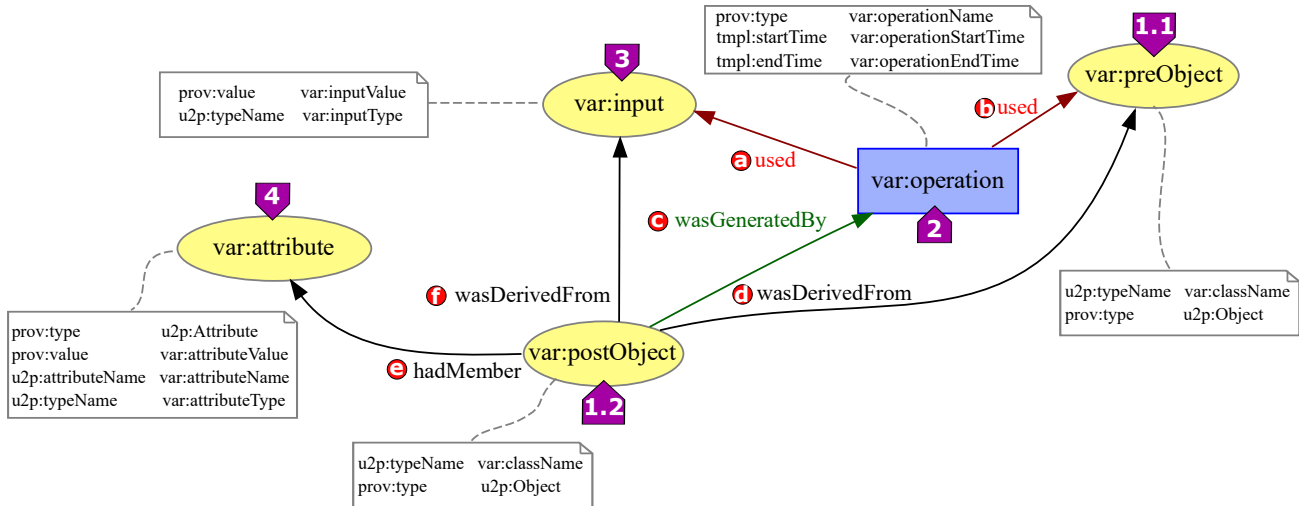 prov:type var:operationName
tmpl:startTime var:operationStartTime
tmpl:endTime var:operationEndTime
1.1
var:preObject
3
var:input
prov:value var:inputValue
u2p:typeName var:inputType
b used
a used
var:operation
2
4
var:attribute
c wasGeneratedBy
f wasDerivedFrom
d wasDerivedFrom
u2p:typeName var:className
prov:type u2p:Object
prov:type u2p:Attribute
prov:value var:attributeValue
u2p:attributeName var:attributeName
u2p:typeName var:attributeType
var:postObject
e hadMember
1.2
u2p:typeName var:className
prov:type u2p:Object